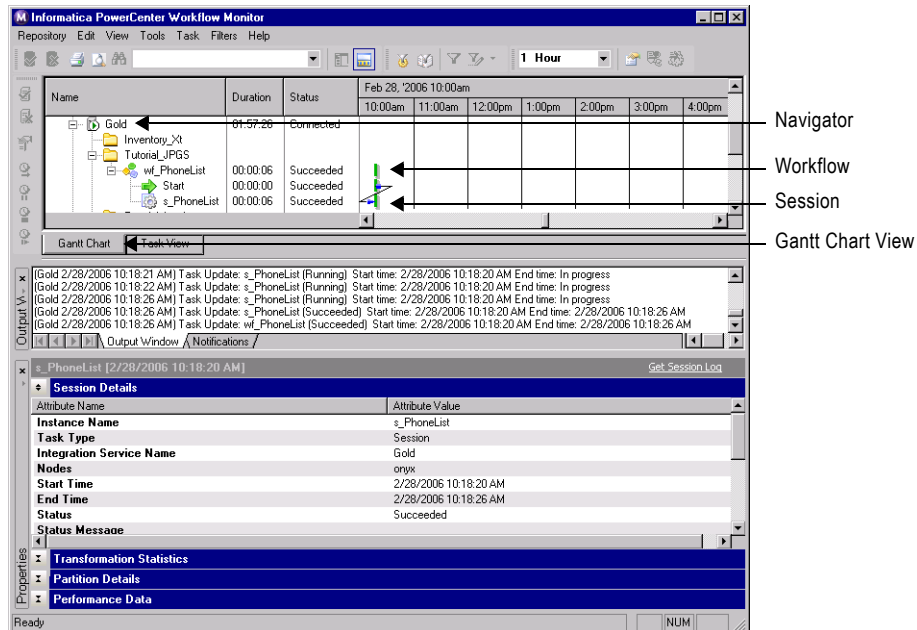 Informatica PowerCenter Workflow Monitor
Repository Edit View Tools Task Filters Help
1 Hour
Name Duration Status Feb 28, '2006 10:00am
10:00am 11:00am 12:00pm 1:00pm 2:00pm 3:00pm 4:00pm
Gold 01:57:26 Connected
Navigator
Inventory_Xt
Tutorial_JPGS
wf_PhoneList 00:00:06 Succeeded
Workflow
Start 00:00:00 Succeeded
s_PhoneList 00:00:06 Succeeded
Session
Gantt Chart Task View
Gantt Chart View
(Gold 2/28/2006 10:18:21 AM) Task Update: s_PhoneList (Running) Start time: 2/28/2006 10:18:20 AM End time: In progress
(Gold 2/28/2006 10:18:22 AM) Task Update: s_PhoneList (Running) Start time: 2/28/2006 10:18:20 AM End time: In progress
(Gold 2/28/2006 10:18:26 AM) Task Update: s_PhoneList (Running) Start time: 2/28/2006 10:18:20 AM End time: In progress
(Gold 2/28/2006 10:18:26 AM) Task Update: s_PhoneList (Succeeded) Start time: 2/28/2006 10:18:20 AM End time: 2/28/2006 10:18:26 AM
(Gold 2/28/2006 10:18:26 AM) Task Update: wf_PhoneList (Succeeded) Start time: 2/28/2006 10:18:20 AM End time: 2/28/2006 10:18:26 AM
Output
Output Window Notifications
s_PhoneList [2/28/2006 10:18:20 AM] Get Session Log
Session Details
Attribute Name Attribute Value
Instance Name s_PhoneList
Task Type Session
Integration Service Name Gold
Nodes onyx
Start Time 2/28/2006 10:18:20 AM
End Time 2/28/2006 10:18:26 AM
Status Succeeded
Status Message
Properties
Transformation Statistics
Partition Details
Performance Data
Ready NUM